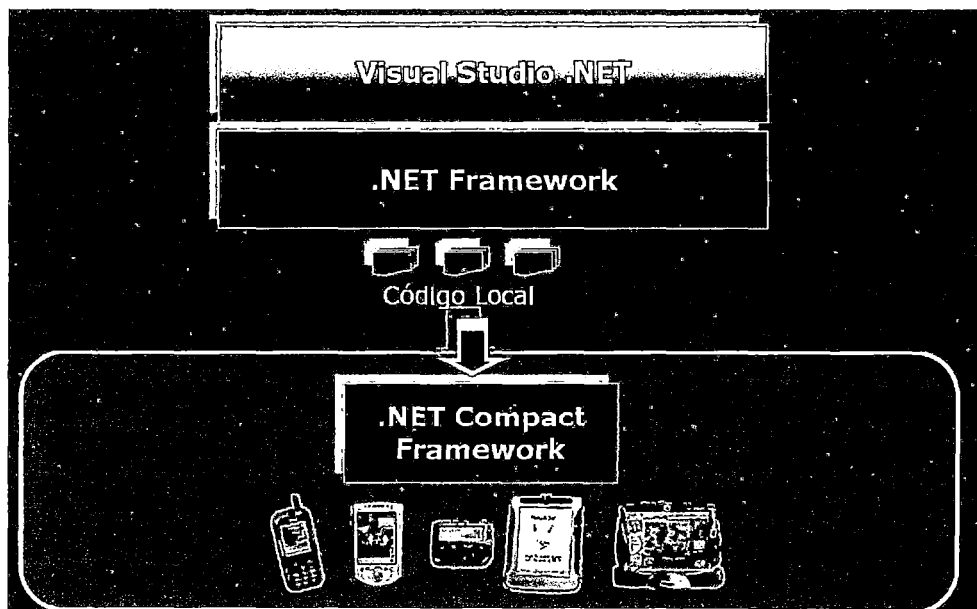 Visual Studio .NET
.NET Framework
Código Local
.NET Compact
Framework